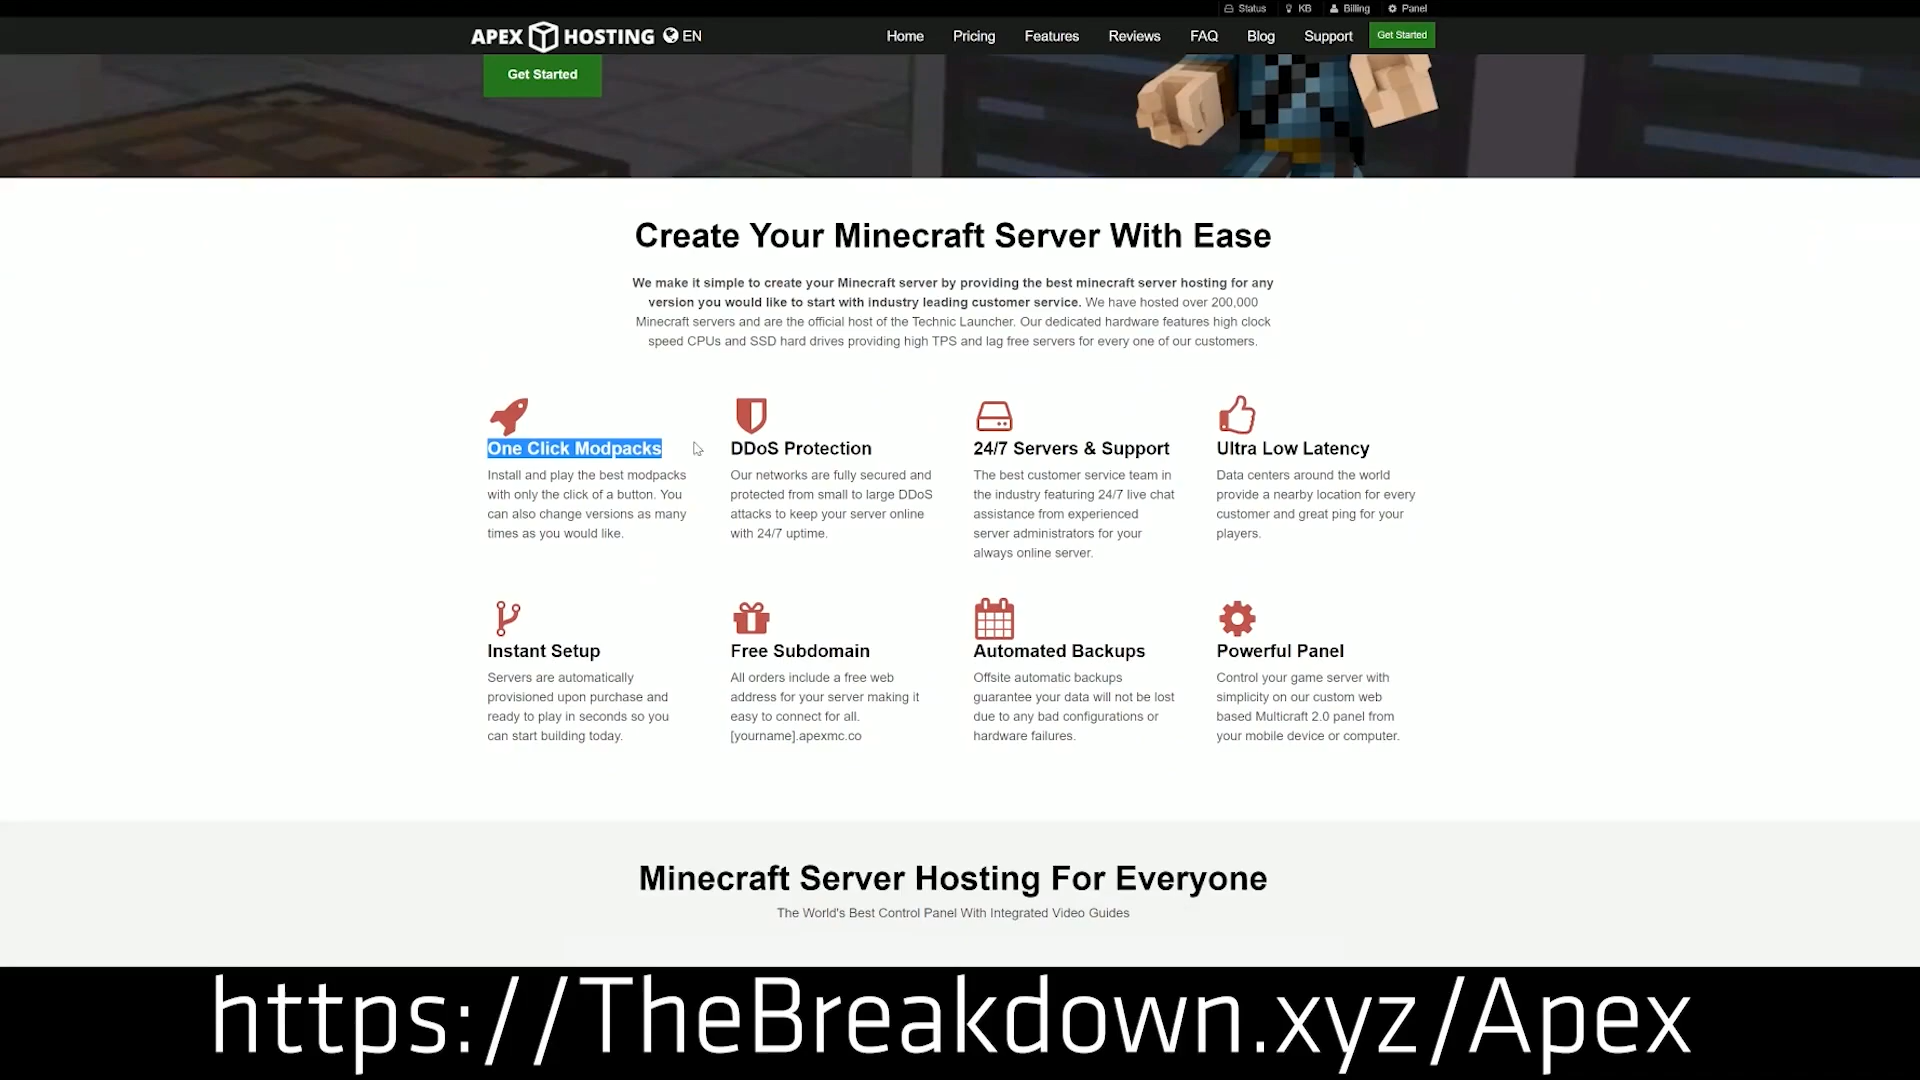 Status KB Billing Panel
APEX HOSTING EN Home Pricing Features Reviews FAQ Blog Support Get Started
Get Started
Create Your Minecraft Server With Ease
We make it simple to create your Minecraft server by providing the best minecraft server hosting for any
version you would like to start with industry leading customer service. We have hosted over 200,000
Minecraft servers and are the official host of the Technic Launcher. Our dedicated hardware features high clock
speed CPUs and SSD hard drives providing high TPS and lag free servers for every one of our customers.
One Click Modpacks
Install and play the best modpacks
with only the click of a button. You
can also change versions as many
times as you would like.
DDoS Protection
Our networks are fully secured and
protected from small to large DDoS
attacks to keep your server online
with 24/7 uptime.
24/7 Servers & Support
The best customer service team in
the industry featuring 24/7 live chat
assistance from experienced
server administrators for your
always online server.
Ultra Low Latency
Data centers around the world
provide a nearby location for every
customer and great ping for your
players.
Instant Setup
Servers are automatically
provisioned upon purchase and
ready to play in seconds so you
can start building today.
Free Subdomain
All orders include a free web
address for your server making it
easy to connect for all.
[yourname].apexmc.co
Automated Backups
Offsite automatic backups
guarantee your data will not be lost
due to any bad configurations or
hardware failures.
Powerful Panel
Control your game server with
simplicity on our custom web
based Multicraft 2.0 panel from
your mobile device or computer.
Minecraft Server Hosting For Everyone
The World's Best Control Panel With Integrated Video Guides
https://TheBreakdown.xyz/Apex